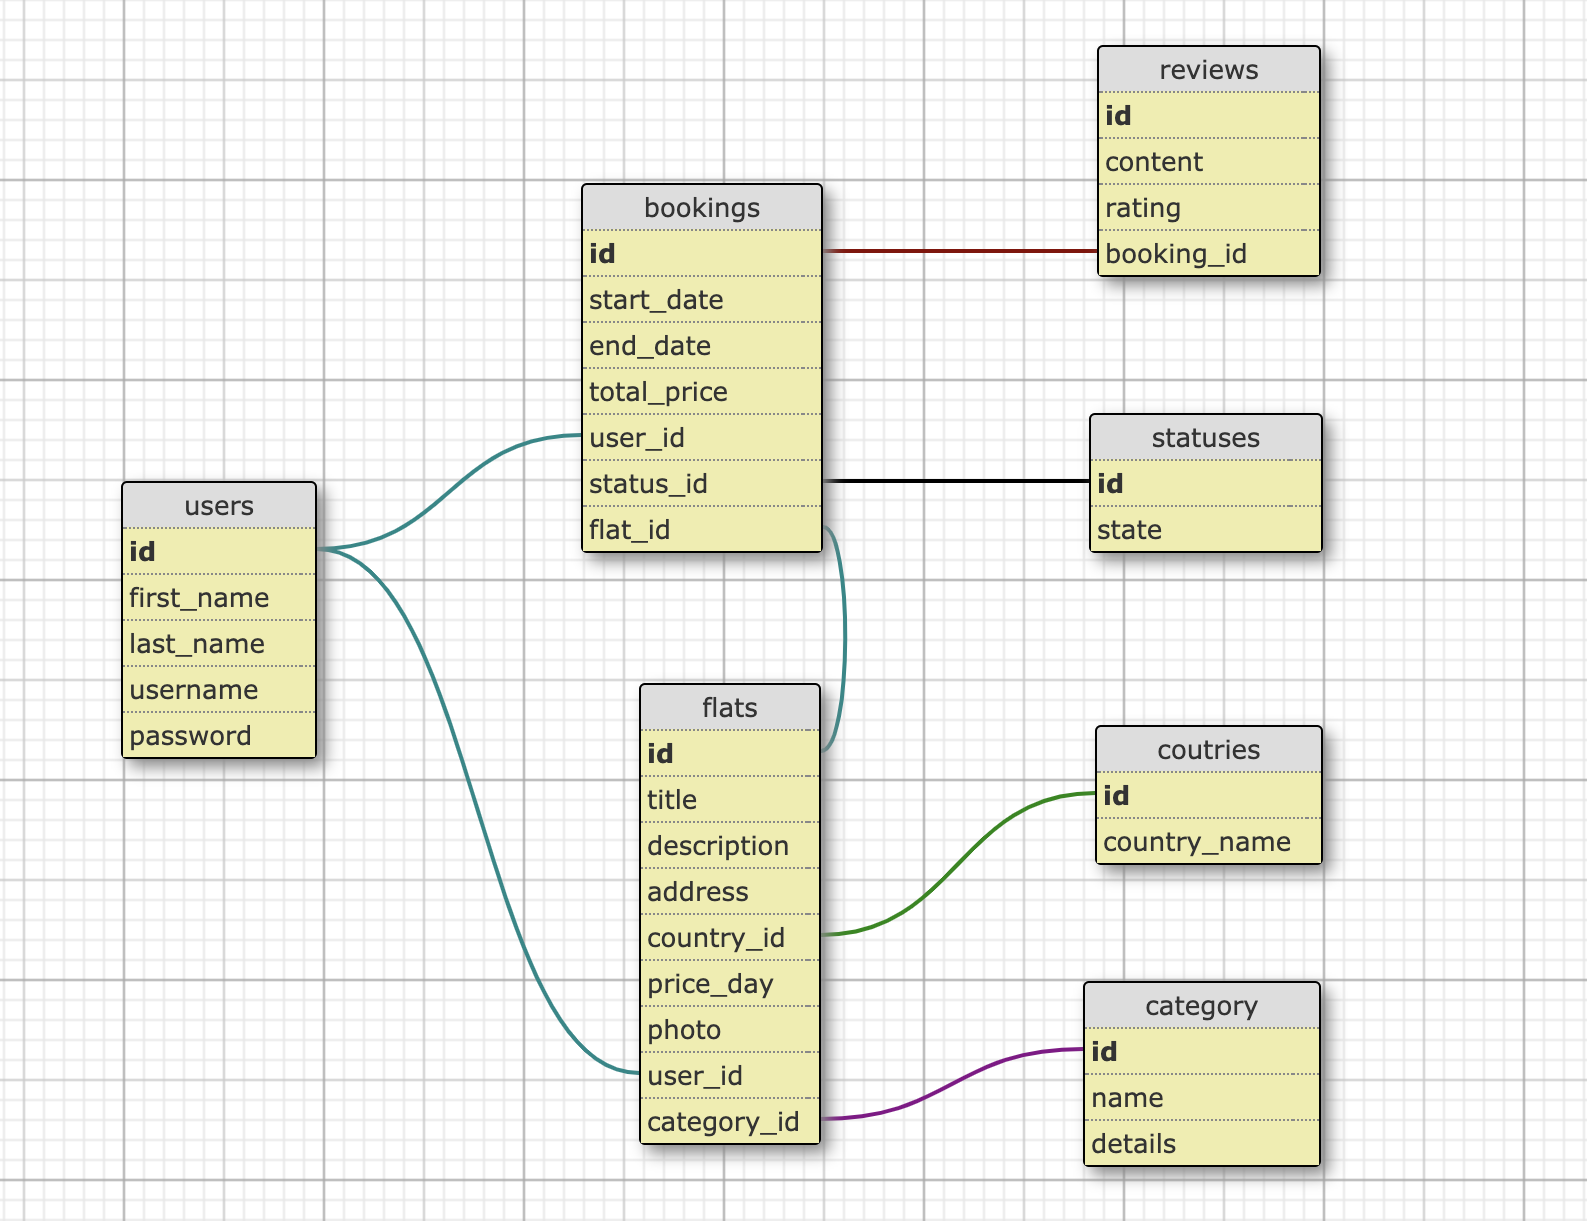 reviews
id
content
rating
booking_id
bookings
id
start_date
end_date
total_price
user_id
status_id
flat_id
statuses
id
state
users
id
first_name
last_name
username
password
flats
id
title
description
address
country_id
price_day
photo
user_id
category_id
coutries
id
country_name
category
id
name
details